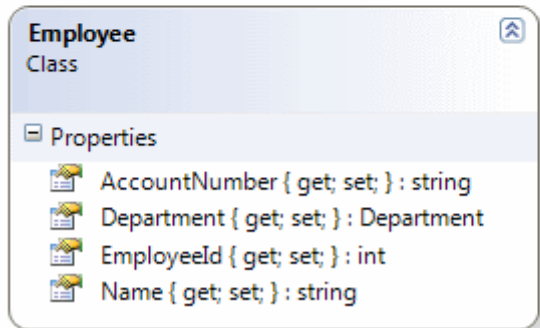 Employee
Class
Properties
AccountNumber { get; set; } : string
Department { get; set; } : Department
EmployeeId { get; set; } : int
Name { get; set; } : string